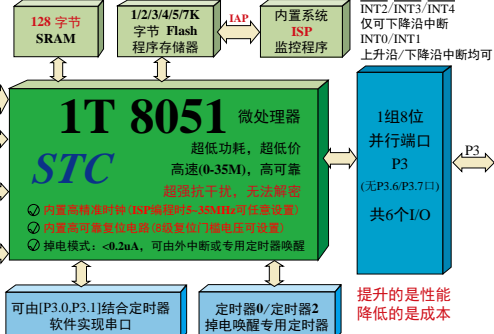 128 字节
SRAM
1/2/3/4/5/7K
字节 Flash
程序存储器
IAP
内置系统
ISP
监控程序
INT2/INT3/INT4
仅可下降沿中断
INT0/INT1
上升沿/下降沿中断均可
1T 8051 微处理器
超低功耗，超低价
STC
高速(0-35M)，高可靠
超强抗干扰，无法解密
内置高精准时钟(ISP编程时5~35MHz可任意设置)
内置高可靠复位电路(8级复位门槛电压可设置)
掉电模式：<0.2uA，可由外中断或专用定时器唤醒
1组8位
并行端口
P3
(无P3.6/P3.7口)
共6个I/O
P3
可由[P3.0,P3.1]结合定时器
软件实现串口
定时器0/定时器2
掉电唤醒专用定时器
提升的是性能
降低的是成本